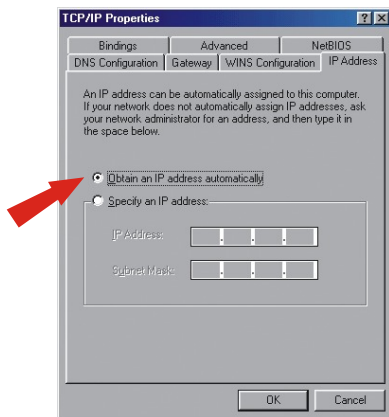 TCP/IP Properties
Bindings Advanced NetBIOS
DNS Configuration Gateway WINS Configuration IP Address
An IP address can be automatically assigned to this computer.
If your network does not automatically assign IP addresses, ask
your network administrator for an address, and then type it in
the space below.
Obtain an IP address automatically
Specify an IP address:
IP Address:
Subnet Mask:
OK Cancel